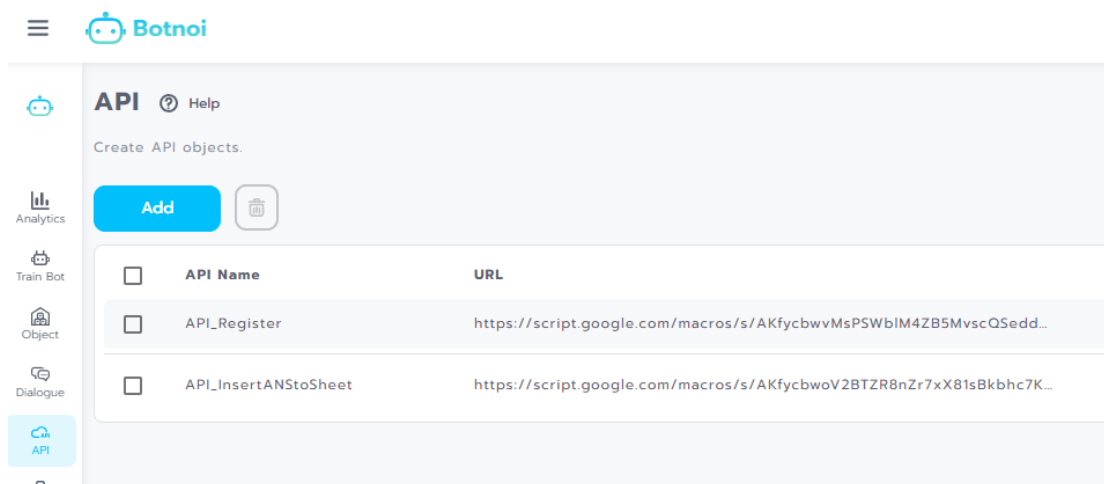 Botnoi
API Help
Create API objects.
Add
Analytics
Train Bot
Object
Dialogue
API
API
API Name URL
API_Register https://script.google.com/macros/s/AKfycbwvMsPSWblM4ZB5MvscQSedd...
API_InsertANStoSheet https://script.google.com/macros/s/AKfycbwoV2BTZR8nZr7xX81sBkbhc7K...